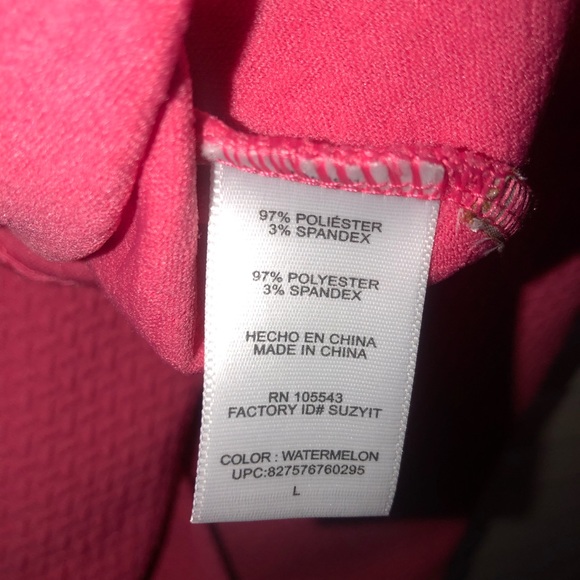 97% POLIÉSTER
3% SPANDEX
97% POLYESTER
3% SPANDEX
HECHO EN CHINA
MADE IN CHINA
RN 105543
FACTORY ID# SUZYIT
COLOR : WATERMELON
UPC:827576760295
L